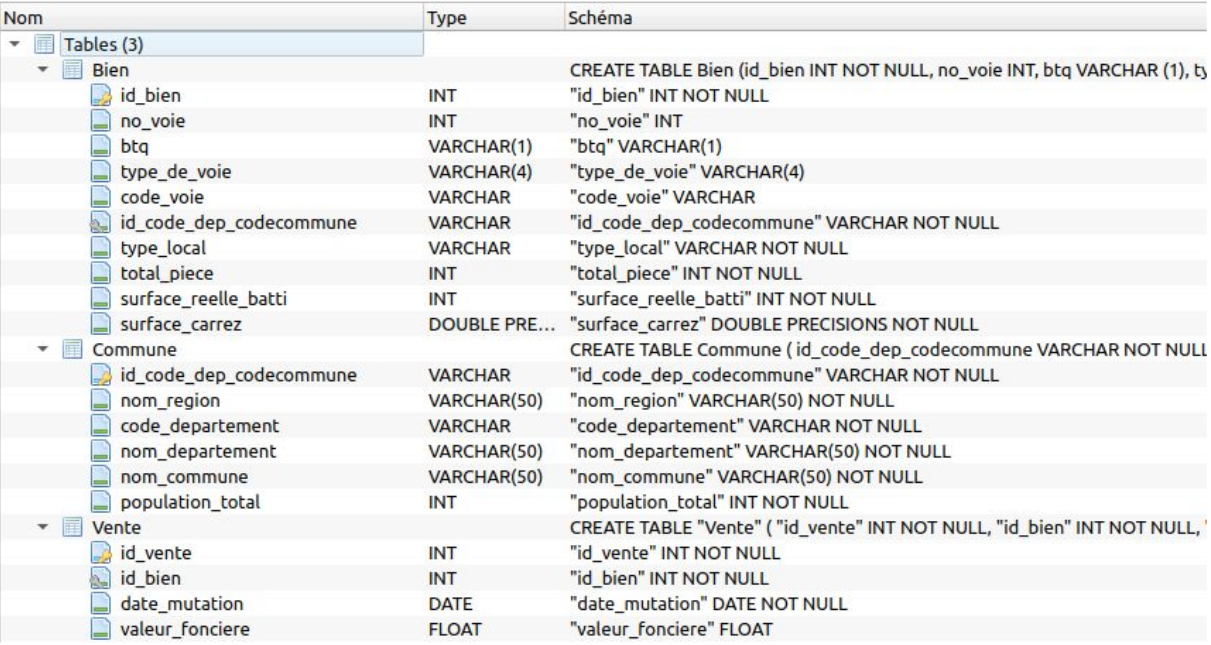 Nom Type Schéma
Tables (3)
Bien CREATE TABLE Bien (id_bien INT NOT NULL, no_voie INT, btq VARCHAR (1), ty
id_bien INT "id_bien" INT NOT NULL
no_voie INT "no_voie" INT
btq VARCHAR(1) "btq" VARCHAR(1)
type_de_voie VARCHAR(4) "type_de_voie" VARCHAR(4)
code_voie VARCHAR "code_voie" VARCHAR
id_code_dep_codecommune VARCHAR "id_code_dep_codecommune" VARCHAR NOT NULL
type_local VARCHAR "type_local" VARCHAR NOT NULL
total_piece INT "total_piece" INT NOT NULL
surface_reelle_batti INT "surface_reelle_batti" INT NOT NULL
surface_carrez DOUBLE PRE... "surface_carrez" DOUBLE PRECISIONS NOT NULL
Commune CREATE TABLE Commune ( id_code_dep_codecommune VARCHAR NOT NULL
id_code_dep_codecommune VARCHAR "id_code_dep_codecommune" VARCHAR NOT NULL
nom_region VARCHAR(50) "nom_region" VARCHAR(50) NOT NULL
code_departement VARCHAR "code_departement" VARCHAR NOT NULL
nom_departement VARCHAR(50) "nom_departement" VARCHAR(50) NOT NULL
nom_commune VARCHAR(50) "nom_commune" VARCHAR(50) NOT NULL
population_total INT "population_total" INT NOT NULL
Vente CREATE TABLE "Vente" ( "id_vente" INT NOT NULL, "id_bien" INT NOT NULL, "
id_vente INT "id_vente" INT NOT NULL
id_bien INT "id_bien" INT NOT NULL
date_mutation DATE "date_mutation" DATE NOT NULL
valeur_fonciere FLOAT "valeur_fonciere" FLOAT